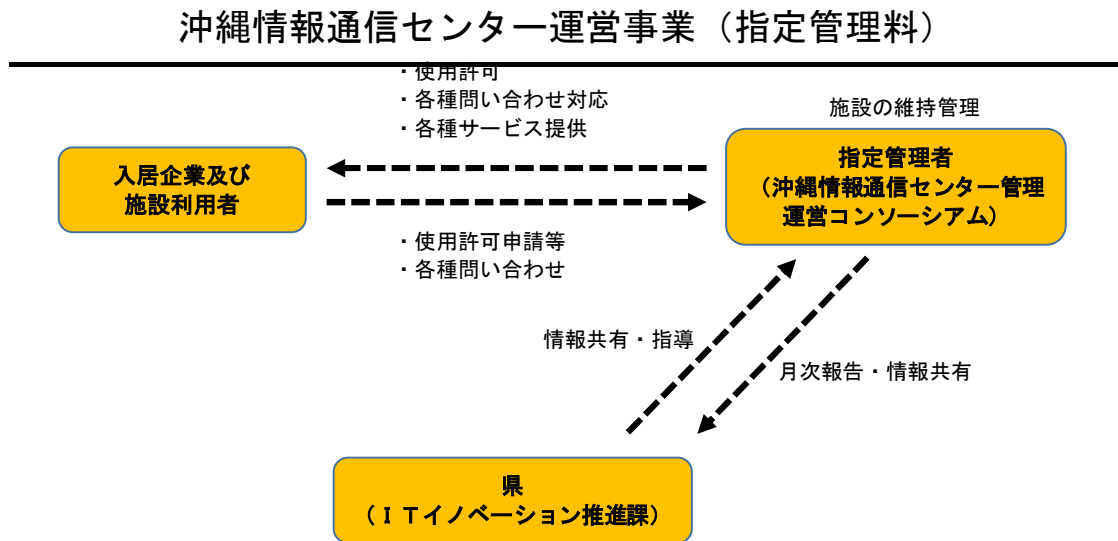 沖縄情報通信センター運営事業（指定管理料）
・使用許可
・各種問い合わせ対応
・各種サービス提供
施設の維持管理
入居企業及び
施設利用者
指定管理者
（沖縄情報通信センター管理
運営コンソーシアム）
・使用許可申請等
・各種問い合わせ
情報共有・指導
月次報告・情報共有
県
（ＩＴイノベーション推進課）